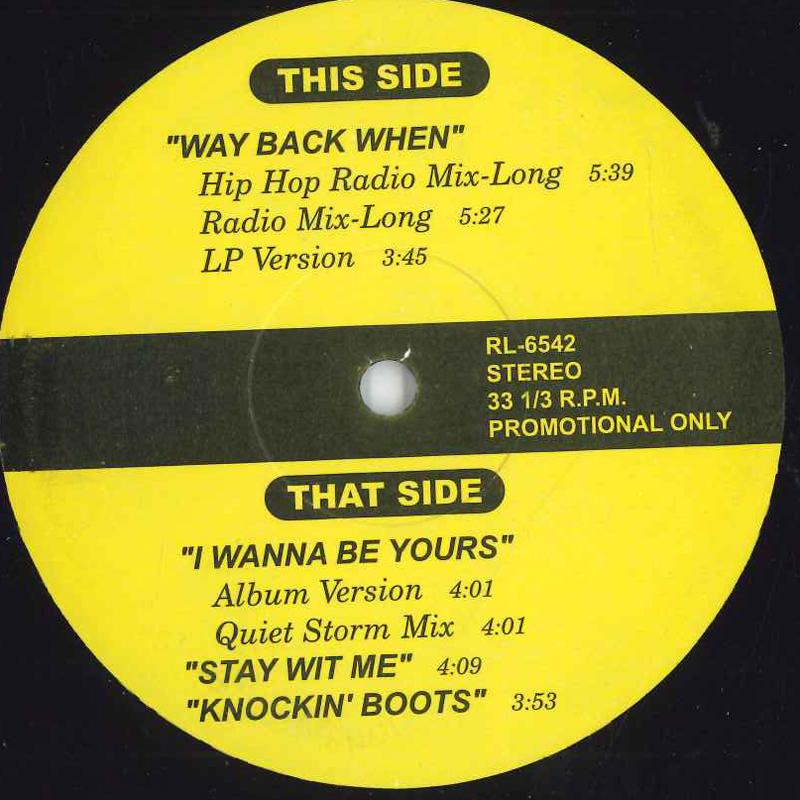 THIS SIDE
"WAY BACK WHEN"
Hip Hop Radio Mix-Long 5:39
Radio Mix-Long 5:27
LP Version 3:45
RL-6542
STEREO
33 1/3 R.P.M.
PROMOTIONAL ONLY
THAT SIDE
"I WANNA BE YOURS"
Album Version 4:01
Quiet Storm Mix 4:01
"STAY WIT ME" 4:09
"KNOCKIN' BOOTS" 3:53